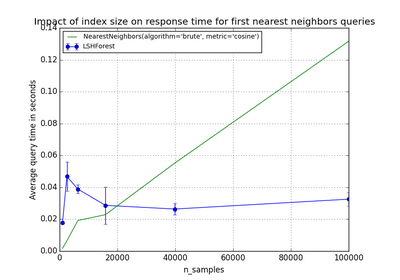 Impact of index size on response time for first nearest neighbors queries
0.14
NearestNeighbors(algorithm='brute', metric='cosine')
LSHForest
0.12
0.10
0.08
0.06
0.04
0.02
0.00
Average query time in seconds
0
20000
40000
60000
80000
100000
n_samples